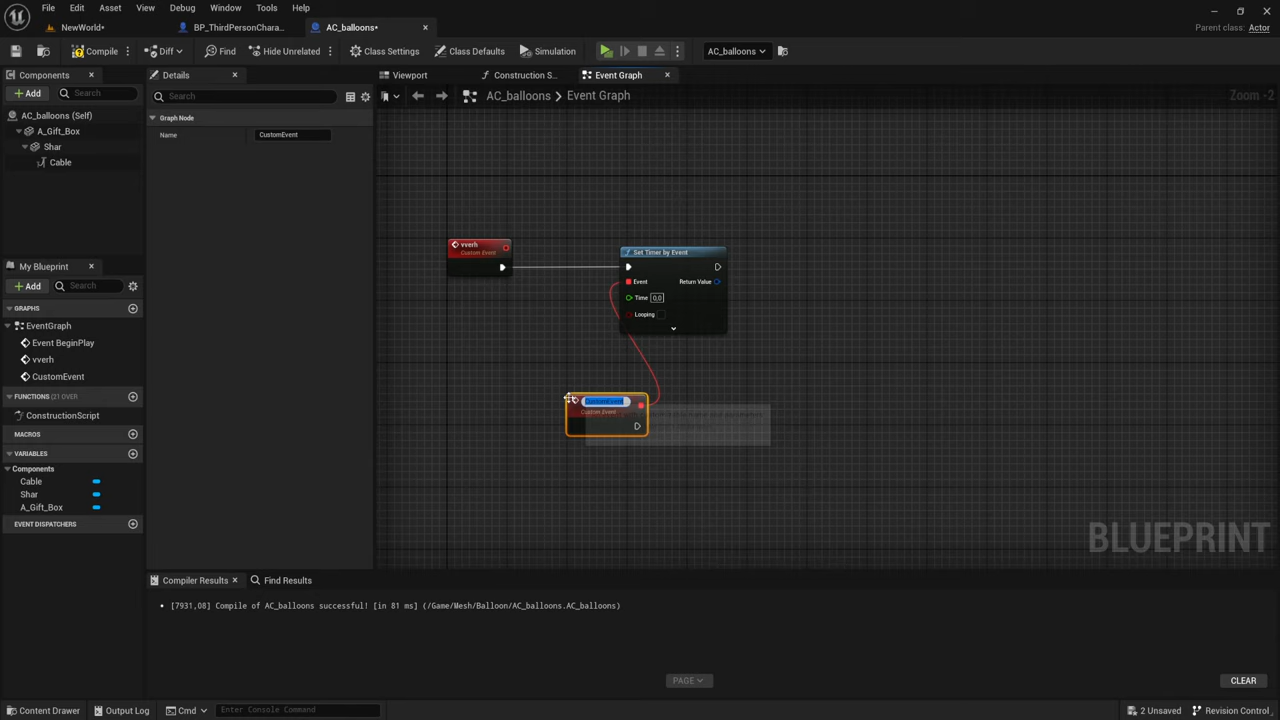 File Edit Asset View Debug Window Tools Help
NewWorld•
BP_ThirdPersonChara...
AC_balloons•
Parent class: Actor
Compile
Diff
Find
Hide Unrelated
Class Settings
Class Defaults
Simulation
AC_balloons
Components
Details
Viewport
Construction S...
Event Graph
Add
Search
Search
AC_balloons > Event Graph
Zoom -2
AC_balloons (Self)
Graph Node
A_Gift_Box
Name
CustomEvent
Shar
Cable
vverh
Custom Event
Set Timer by Event
Event
Return Value
Time 0,0
Looping
My Blueprint
Add
Search
GRAPHS
EventGraph
Event BeginPlay
vverh
CustomEvent
FUNCTIONS (21 OVER
ConstructionScript
CustomEvent
Custom Event
MACROS
VARIABLES
Components
Cable
Shar
A_Gift_Box
EVENT DISPATCHERS
BLUEPRINT
Compiler Results
Find Results
• [7931,08] Compile of AC_balloons successful! [in 81 ms] (/Game/Mesh/Balloon/AC_balloons.AC_balloons)
PAGE
CLEAR
Content Drawer
Output Log
Cmd
Enter Console Command
2 Unsaved
Revision Control